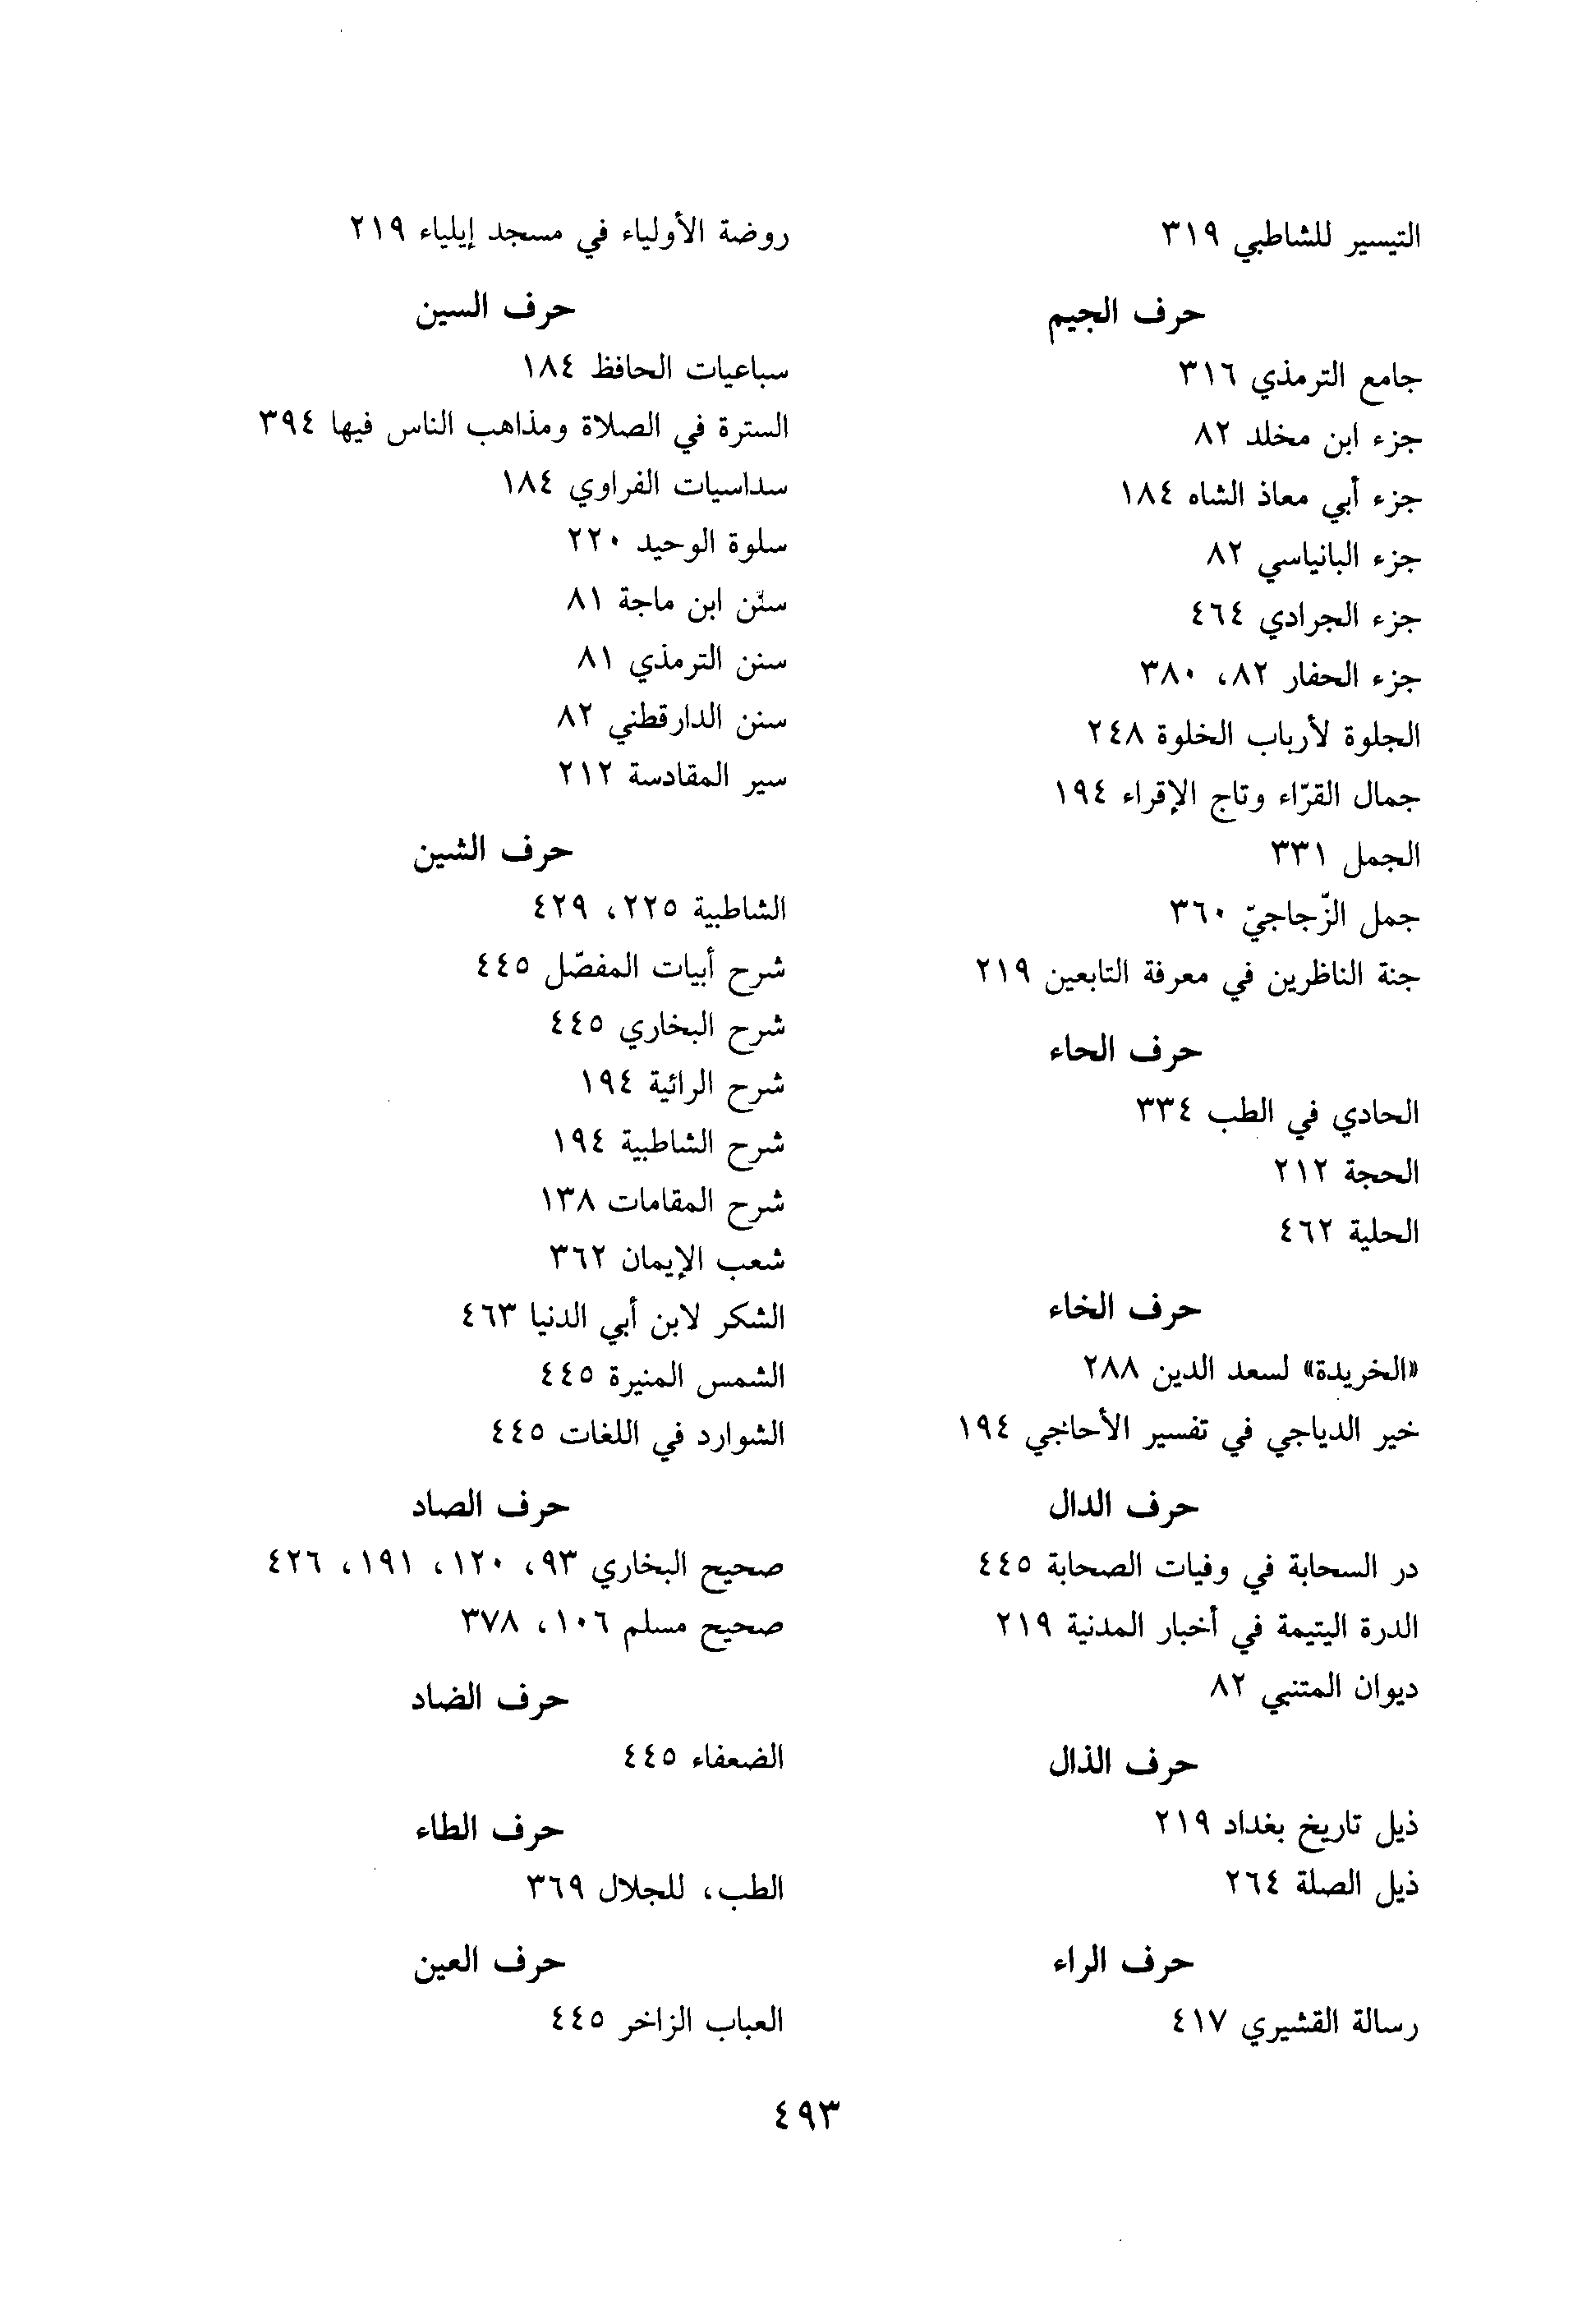 التيسير للشاطبي ٣١٩
حرف الجيم
جامع الترمذي ٣١٦
جزء ابن مخلد ٨٢
جزء أبي معاذ الشاه ١٨٤
جزء البانياسي ٨٢
جزء الجرادي ٤٦٤
جزء الحفار ٨٢، ٣٨٠
الجلوة لأرباب الخلوة ٢٤٨
جمال القرّاء وتاج الإقراء ١٩٤
الجمل ٣٣١
جمل الزّجاجيّ ٣٦٠
جنة الناظرين في معرفة التابعين ٢١٩
حرف الحاء
الحادي في الطب ٣٣٤
الحجة ٢١٢
الحلية ٤٦٢
حرف الخاء
«الخريدة» لسعد الدين ٢٨٨
خير الدياجي في تفسير الأحاجي ١٩٤
حرف الدال
در السحابة في وفيات الصحابة ٤٤٥
الدرة اليتيمة في أخبار المدنية ٢١٩
ديوان المتنبي ٨٢
حرف الذال
ذيل تاريخ بغداد ٢١٩
ذيل الصلة ٢٦٤
حرف الراء
رسالة القشيري ٤١٧
روضة الأولياء في مسجد إيلياء ٢١٩
حرف السين
سباعيات الحافظ ١٨٤
السترة في الصلاة ومذاهب الناس فيها ٣٩٤
سداسيات الفراوي ١٨٤
سلوة الوحيد ٢٢٠
سنن ابن ماجة ٨١
سنن الترمذي ٨١
سنن الدارقطني ٨٢
سير المقادسة ٢١٢
حرف الشين
الشاطبية ٢٢٥، ٤٢٩
شرح أبيات المفصّل ٤٤٥
شرح البخاري ٤٤٥
شرح الرائية ١٩٤
شرح الشاطبية ١٩٤
شرح المقامات ١٣٨
شعب الإيمان ٣٦٢
الشكر لابن أبي الدنيا ٤٦٣
الشمس المنيرة ٤٤٥
الشوارد في اللغات ٤٤٥
حرف الصاد
صحيح البخاري ٩٣، ١٢٠، ١٩١، ٤٢٦
صحيح مسلم ١٠٦، ٣٧٨
حرف الضاد
الضعفاء ٤٤٥
حرف الطاء
الطب، للجلال ٣٦٩
حرف العين
العباب الزاخر ٤٤٥
٤٩٣